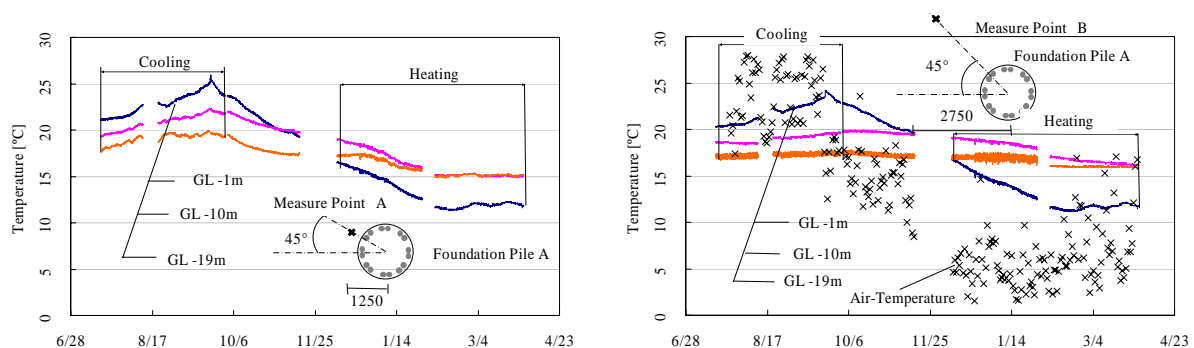 30
25
20
15
10
5
0
Temperature [°C]
Cooling
Heating
GL -1m
GL -10m
GL -19m
Measure Point A
45°
Foundation Pile A
1250
6/28 8/17 10/6 11/25 1/14 3/4 4/23
30
25
20
15
10
5
0
Temperature [°C]
Cooling
Measure Point B
Foundation Pile A
45°
2750
Heating
GL -1m
GL -10m
GL -19m
Air-Temperature
6/28 8/17 10/6 11/25 1/14 3/4 4/23